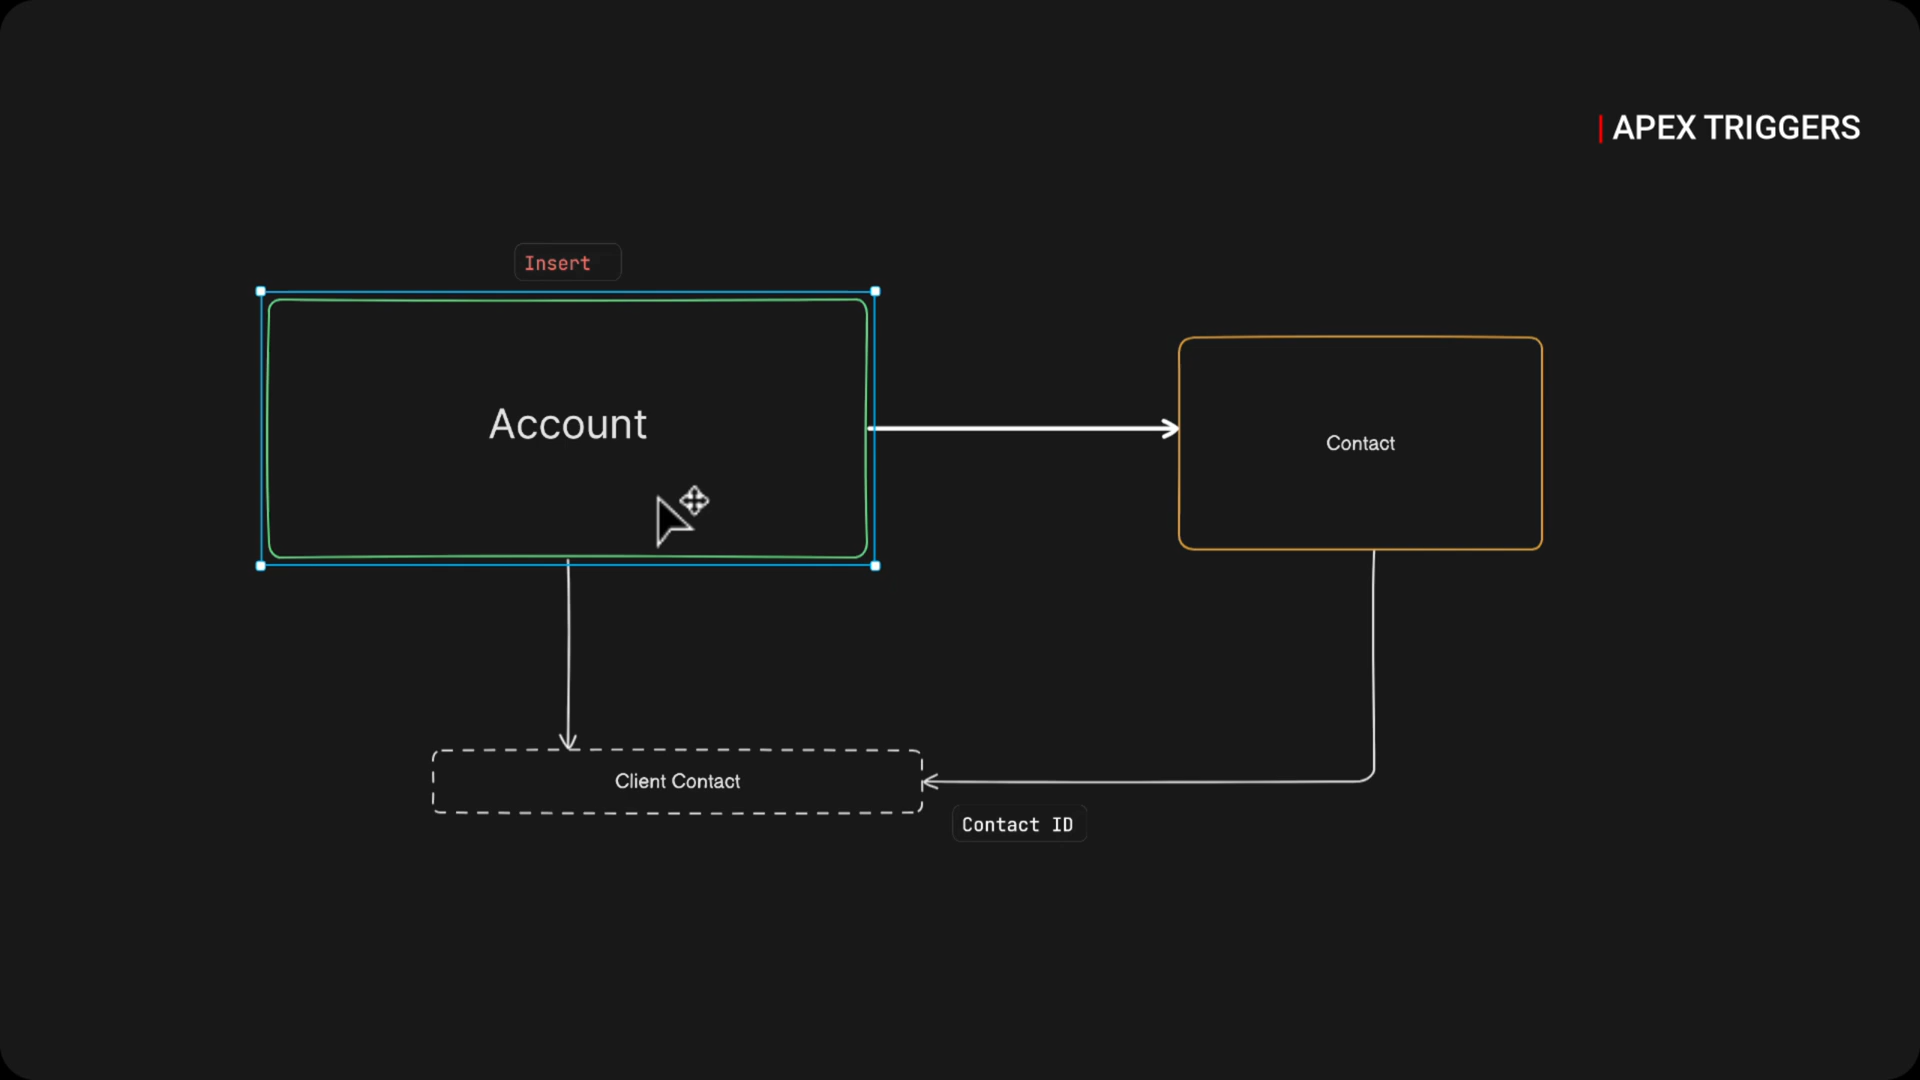 APEX TRIGGERS
Insert
Account
Contact
Client Contact
Contact ID